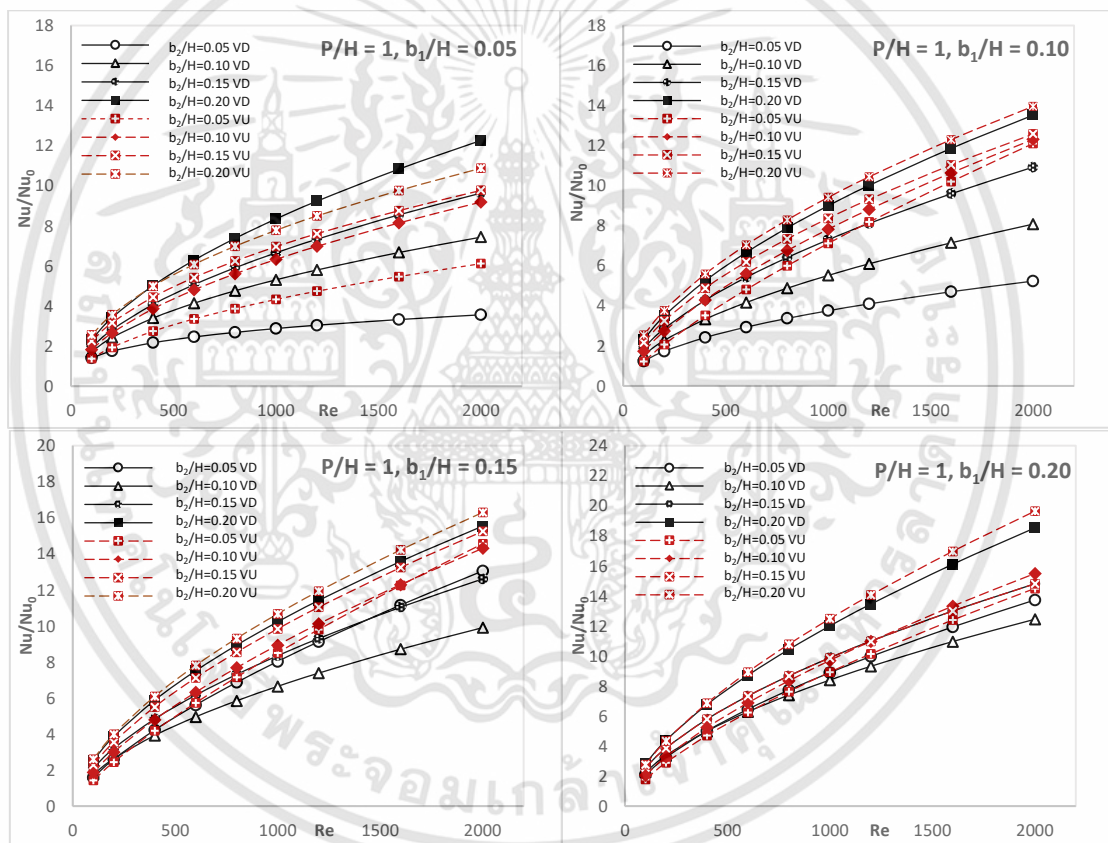 P/H = 1, b₁/H = 0.05
18
16
14
12
10
8
6
4
2
0
Nu/Nu₀
b₂/H=0.05 VD
b₂/H=0.10 VD
b₂/H=0.15 VD
b₂/H=0.20 VD
b₂/H=0.05 VU
b₂/H=0.10 VU
b₂/H=0.15 VU
b₂/H=0.20 VU
0 500 1000 Re 1500 2000
P/H = 1, b₁/H = 0.10
18
16
14
12
10
8
6
4
2
0
Nu/Nu₀
b₂/H=0.05 VD
b₂/H=0.10 VD
b₂/H=0.15 VD
b₂/H=0.20 VD
b₂/H=0.05 VU
b₂/H=0.10 VU
b₂/H=0.15 VU
b₂/H=0.20 VU
0 500 1000 Re 1500 2000
P/H = 1, b₁/H = 0.15
20
18
16
14
12
10
8
6
4
2
0
Nu/Nu₀
b₂/H=0.05 VD
b₂/H=0.10 VD
b₂/H=0.15 VD
b₂/H=0.20 VD
b₂/H=0.05 VU
b₂/H=0.10 VU
b₂/H=0.15 VU
b₂/H=0.20 VU
0 500 1000 Re 1500 2000
P/H = 1, b₁/H = 0.20
24
22
20
18
16
14
12
10
8
6
4
2
0
Nu/Nu₀
b₂/H=0.05 VD
b₂/H=0.10 VD
b₂/H=0.15 VD
b₂/H=0.20 VD
b₂/H=0.05 VU
b₂/H=0.10 VU
b₂/H=0.15 VU
b₂/H=0.20 VU
0 500 1000 Re 1500 2000